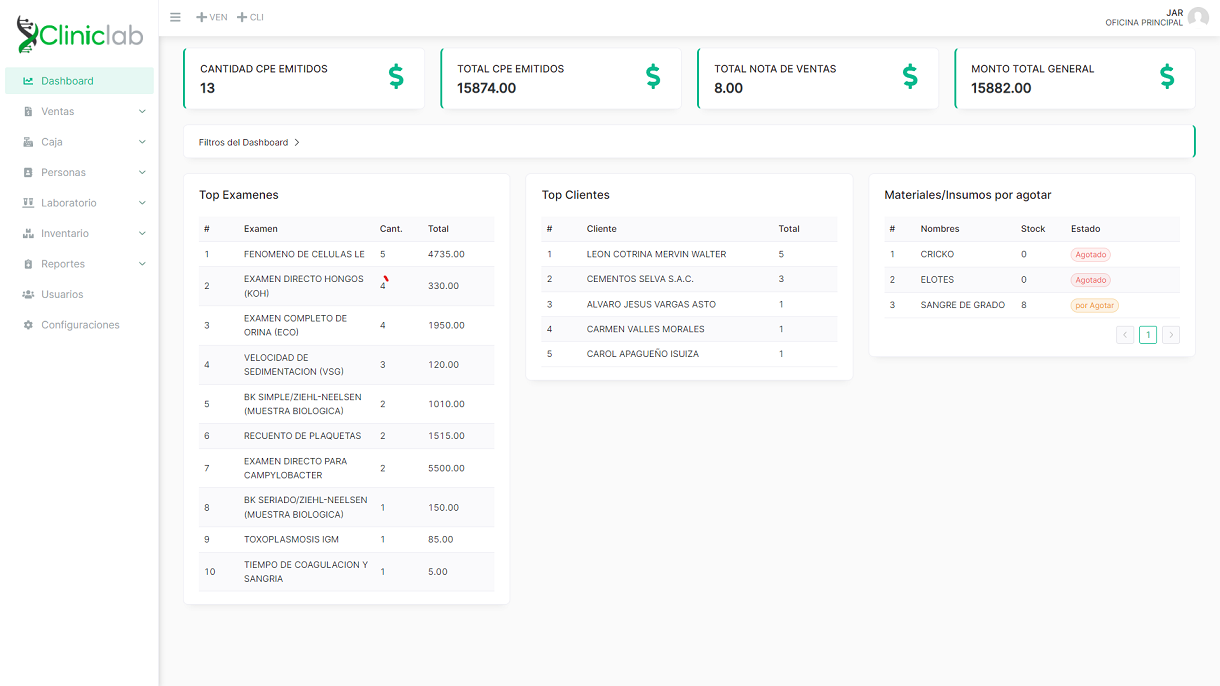 Cliniclab
VEN CLI
JAR
OFICINA PRINCIPAL
Dashboard
Ventas
Caja
Personas
Laboratorio
Inventario
Reportes
Usuarios
Configuraciones
CANTIDAD CPE EMITIDOS
13
TOTAL CPE EMITIDOS
15874.00
TOTAL NOTA DE VENTAS
8.00
MONTO TOTAL GENERAL
15882.00
Filtros del Dashboard
Top Examenes
# Examen Cant. Total
1 FENOMENO DE CELULAS LE 5 4735.00
2 EXAMEN DIRECTO HONGOS 4 330.00
(KOH)
3 EXAMEN COMPLETO DE 4 1950.00
ORINA (ECO)
4 VELOCIDAD DE 3 120.00
SEDIMENTACION (VSG)
5 BK SIMPLE/ZIEHL-NEELSEN 2 1010.00
(MUESTRA BIOLOGICA)
6 RECUENTO DE PLAQUETAS 2 1515.00
7 EXAMEN DIRECTO PARA 2 5500.00
CAMPYLOBACTER
8 BK SERIADO/ZIEHL-NEELSEN 1 150.00
(MUESTRA BIOLOGICA)
9 TOXOPLASMOSIS IGM 1 85.00
10 TIEMPO DE COAGULACION Y 1 5.00
SANGRIA
Top Clientes
# Cliente Total
1 LEON COTRINA MERVIN WALTER 5
2 CEMENTOS SELVA S.A.C. 3
3 ALVARO JESUS VARGAS ASTO 1
4 CARMEN VALLES MORALES 1
5 CAROL APAGUEÑO ISUIZA 1
Materiales/Insumos por agotar
# Nombres Stock Estado
1 CRICKO 0 Agotado
2 ELOTES 0 Agotado
3 SANGRE DE GRADO 8 por Agotar
1